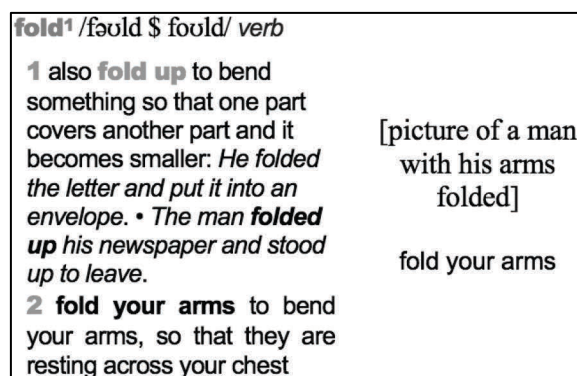 fold¹ /fəʊld $ foʊld/ verb
1 also fold up to bend
something so that one part
covers another part and it
becomes smaller: He folded
the letter and put it into an
envelope. • The man folded
up his newspaper and stood
up to leave.
2 fold your arms to bend
your arms, so that they are
resting across your chest
[picture of a man
with his arms
folded]
fold your arms